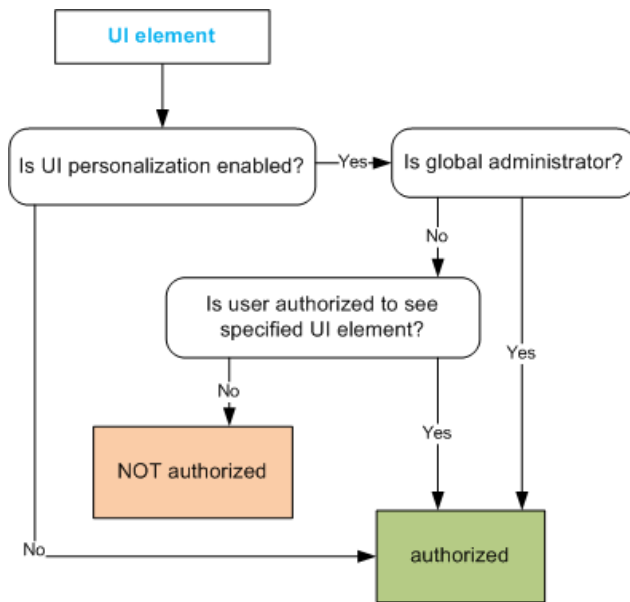 UI element
Is UI personalization enabled?
Yes
Is global administrator?
No
Is user authorized to see
specified UI element?
Yes
No
Yes
NOT authorized
No
authorized